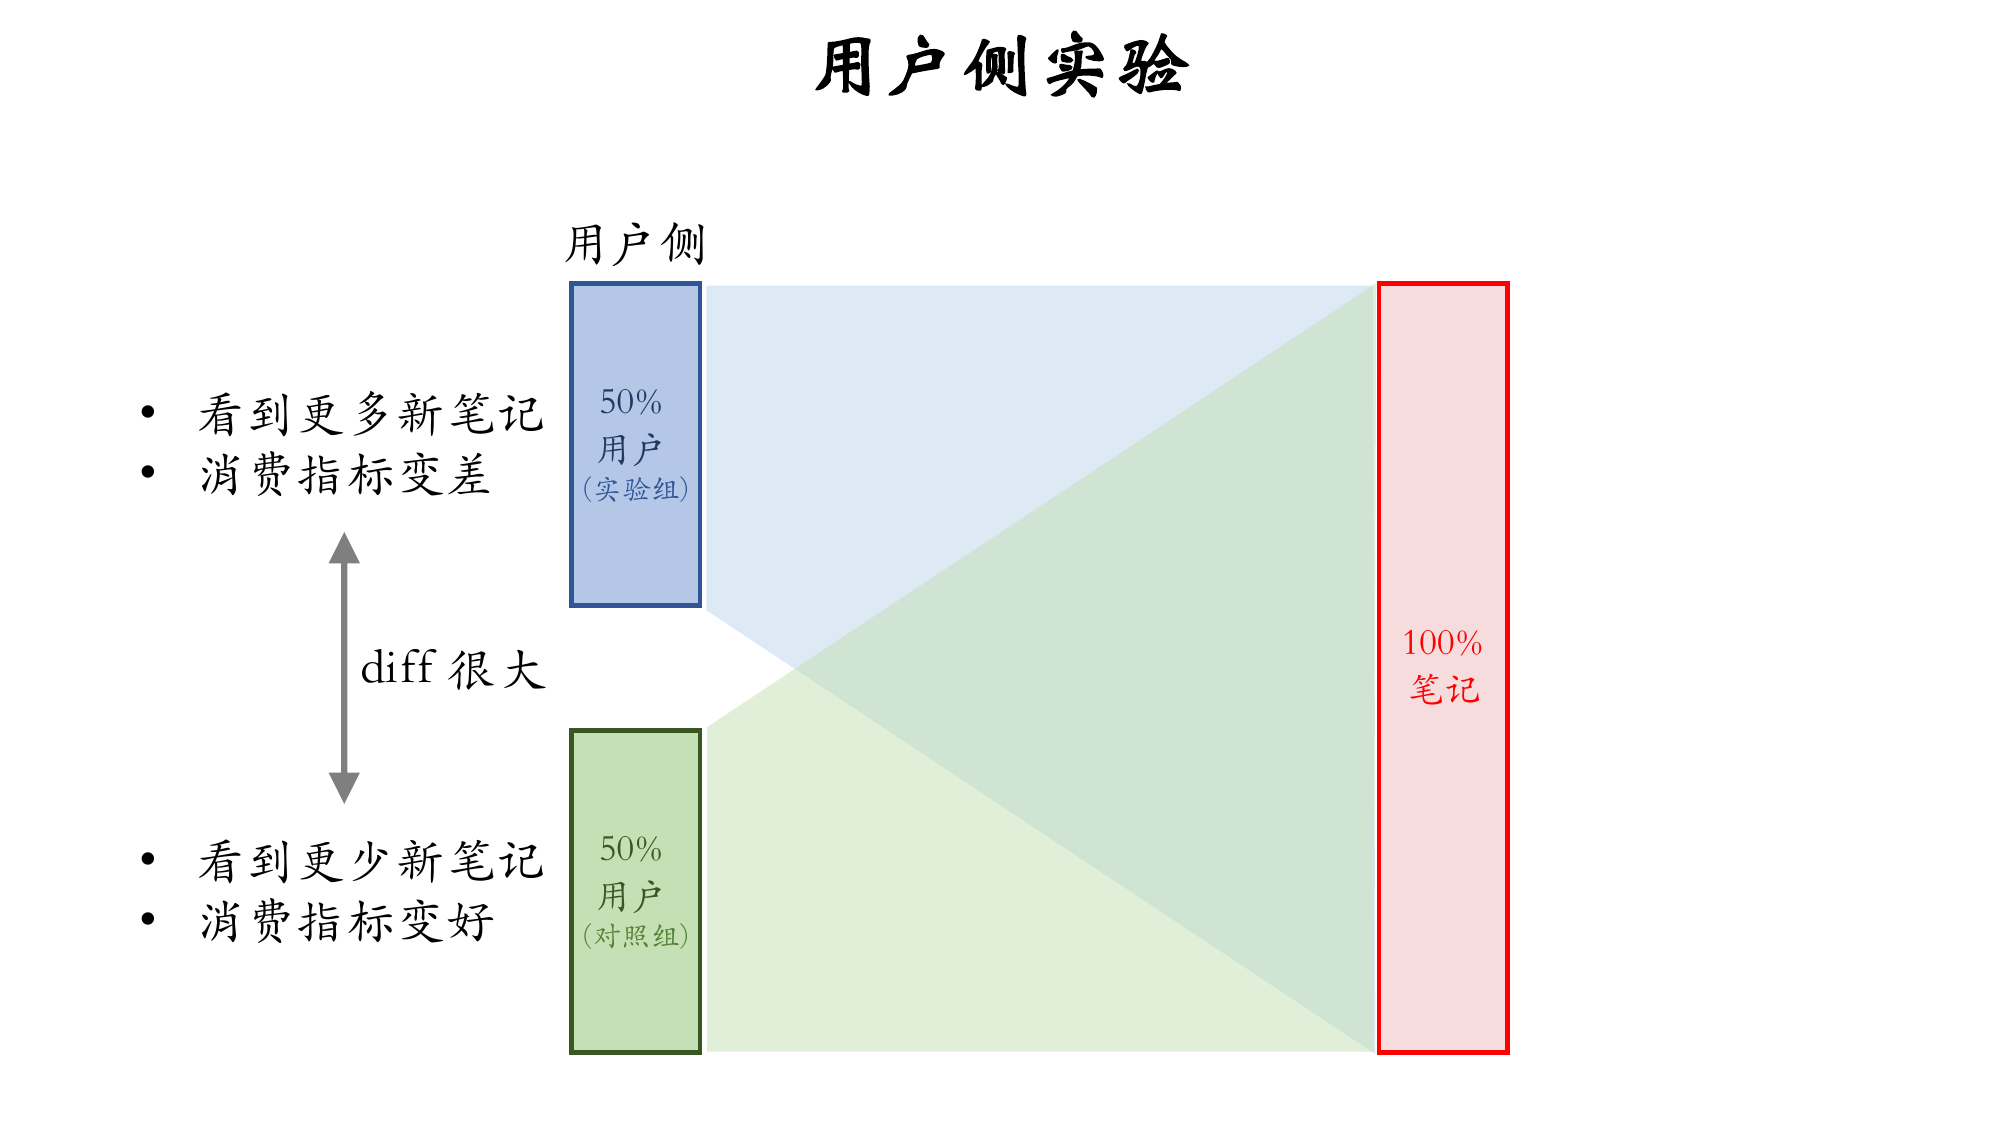 用户侧实验
用户侧
• 看到更多新笔记
• 消费指标变差
50%
用户
(实验组)
diff 很大
100%
笔记
• 看到更少新笔记
• 消费指标变好
50%
用户
(对照组)